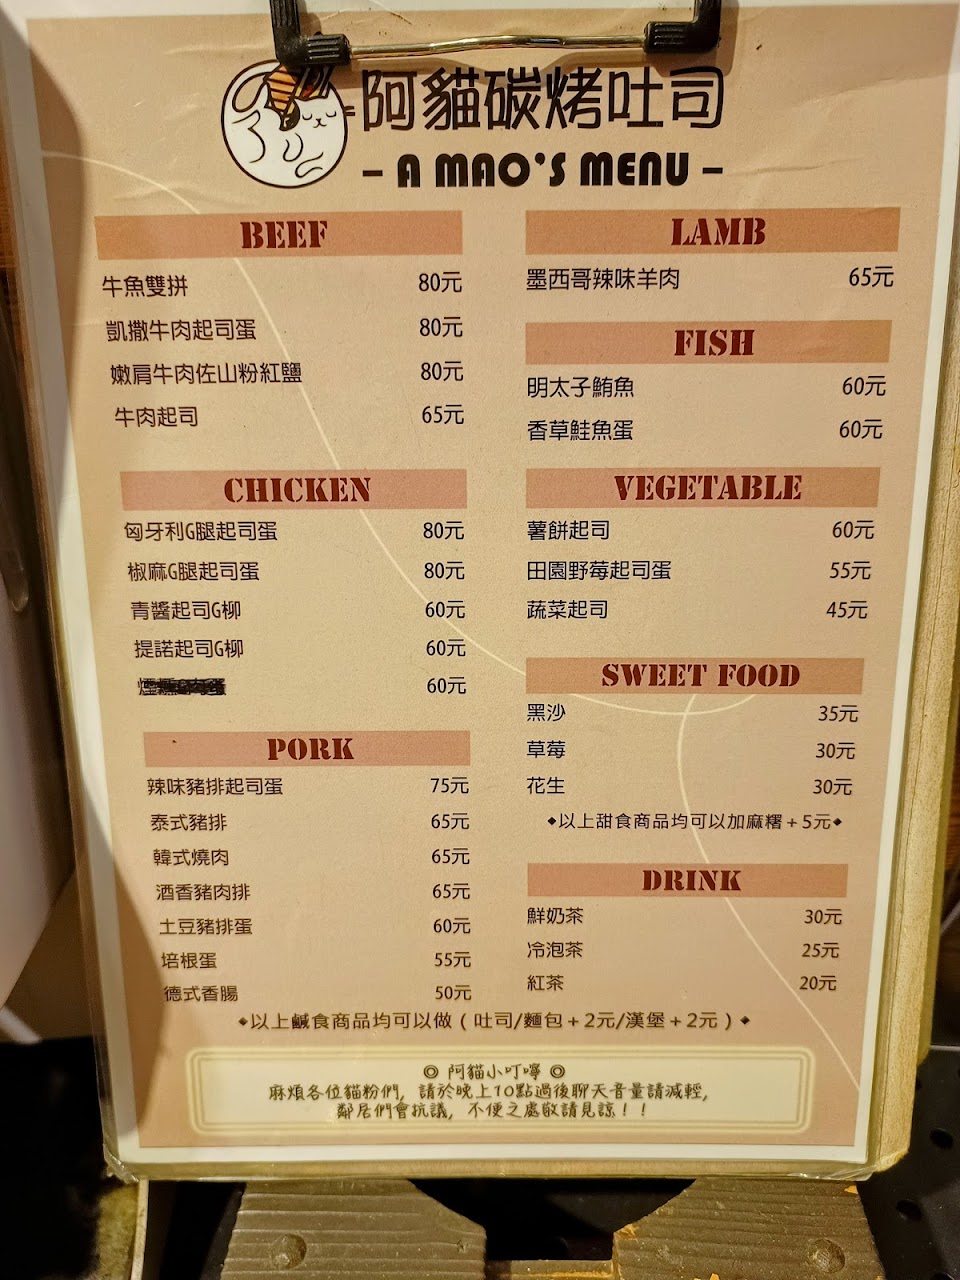 阿貓碳烤吐司
– A MAO'S MENU –
BEEF
牛魚雙拼 80元
凱撒牛肉起司蛋 80元
嫩肩牛肉佐山粉紅鹽 80元
牛肉起司 65元
CHICKEN
匈牙利G腿起司蛋 80元
椒麻G腿起司蛋 80元
青醬起司G柳 60元
提諾起司G柳 60元
60元
PORK
辣味豬排起司蛋 75元
泰式豬排 65元
韓式燒肉 65元
酒香豬肉排 65元
土豆豬排蛋 60元
培根蛋 55元
德式香腸 50元
LAMB
墨西哥辣味羊肉 65元
FISH
明太子鮪魚 60元
香草鮭魚蛋 60元
VEGETABLE
薯餅起司 60元
田園野莓起司蛋 55元
蔬菜起司 45元
SWEET FOOD
黑沙 35元
草莓 30元
花生 30元
◆以上甜食商品均可以加麻糬＋5元◆
DRINK
鮮奶茶 30元
冷泡茶 25元
紅茶 20元
◆以上鹹食商品均可以做（吐司/麵包＋2元/漢堡＋2元）◆
◎ 阿貓小叮嚀 ◎
麻煩各位貓粉們，請於晚上10點過後聊天音量請減輕，
鄰居們會抗議，不便之處敬請見諒！！